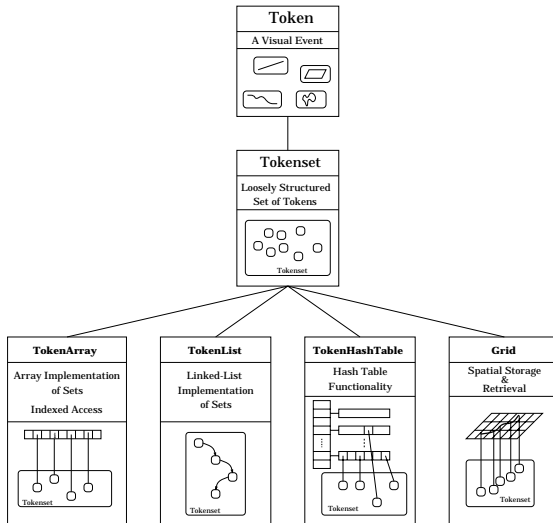 Token
A Visual Event
Tokenset
Loosely Structured
Set of Tokens
Tokenset
TokenArray
Array Implementation
of Sets
Indexed Access
Tokenset
TokenList
Linked-List
Implementation
of Sets
Tokenset
TokenHashTable
Hash Table
Functionality
Tokenset
Grid
Spatial Storage
&
Retrieval
Tokenset